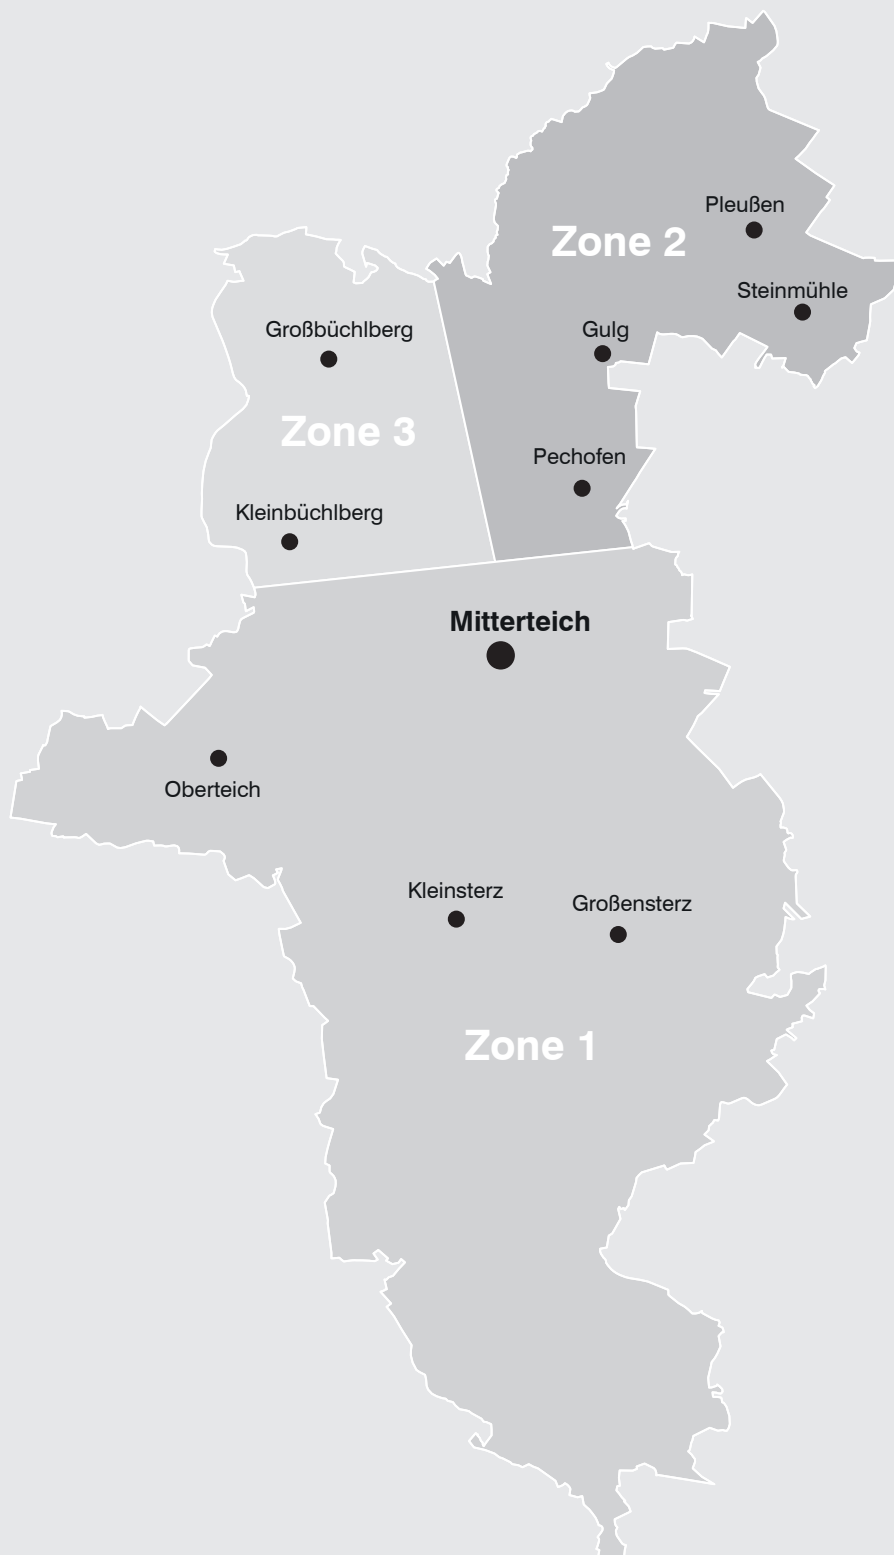 Pleußen
Zone 2
Steinmühle
Großbüchlberg
Gulg
Zone 3
Pechofen
Kleinbüchlberg
Mitterteich
Oberteich
Kleinsterz
Großensterz
Zone 1